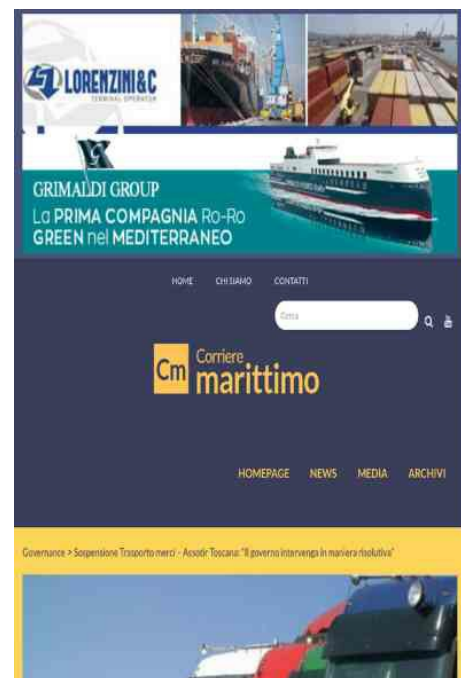 LORENZINI&C
TERMINAL OPERATOR
GRIMALDI GROUP
La PRIMA COMPAGNIA Ro-Ro
GREEN nel MEDITERRANEO
HOME CHI SIAMO CONTATTI
Cerca
Cm Corriere
marittimo
HOMEPAGE NEWS MEDIA ARCHIVI
Governance > Sospensione Trasporto merci - Assotir Toscana: "Il governo intervenga in maniera risolutiva"